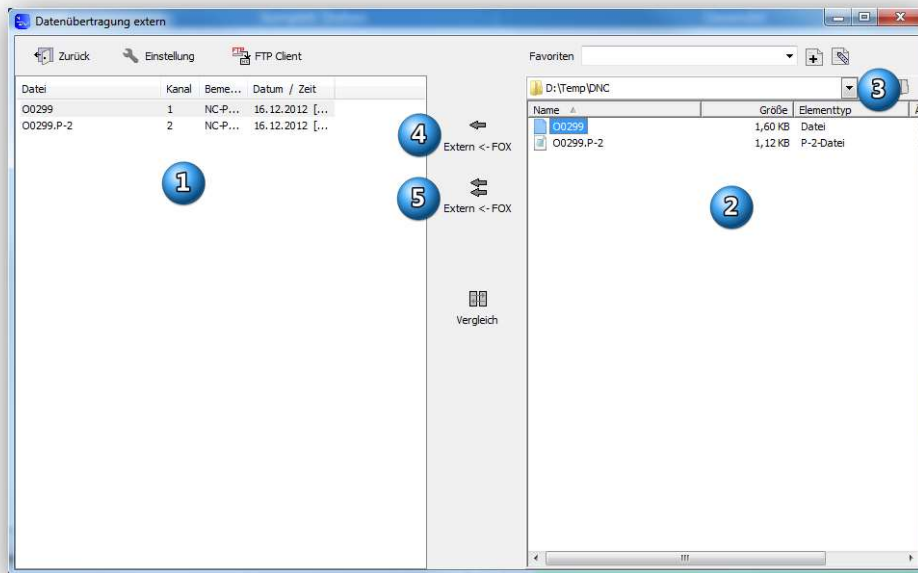 Datenübertragung extern
Zurück Einstellung FTP Client
Favoriten
Datei Kanal Beme... Datum / Zeit
O0299 1 NC-P... 16.12.2012 [...
O0299.P-2 2 NC-P... 16.12.2012 [...
1
4
Extern <- FOX
5
Extern <- FOX
Vergleich
D:\Temp\DNC
3
Name Größe Elementtyp
O0299 1,60 KB Datei
O0299.P-2 1,12 KB P-2-Datei
2